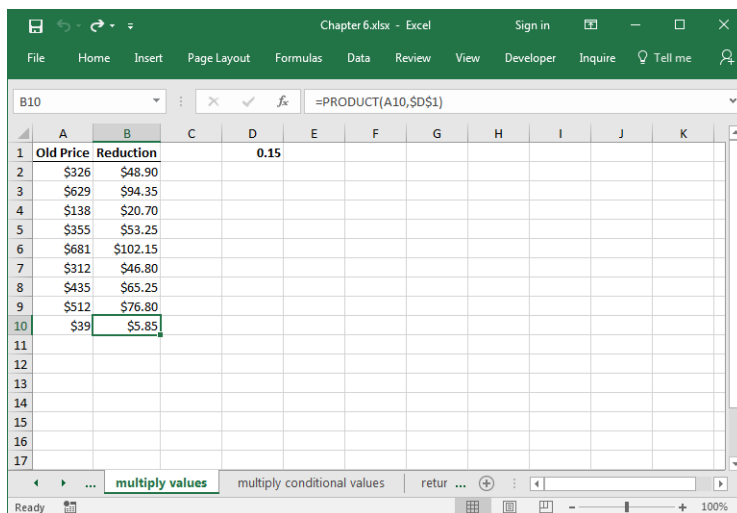 Chapter 6.xlsx - Excel Sign in
File Home Insert Page Layout Formulas Data Review View Developer Inquire Tell me
B10 fx =PRODUCT(A10,$D$1)
A B C D E F G H I J K
1 Old Price Reduction 0.15
2 $326 $48.90
3 $629 $94.35
4 $138 $20.70
5 $355 $53.25
6 $681 $102.15
7 $312 $46.80
8 $435 $65.25
9 $512 $76.80
10 $39 $5.85
11
12
13
14
15
16
17
... multiply values multiply conditional values retur ...
Ready 100%